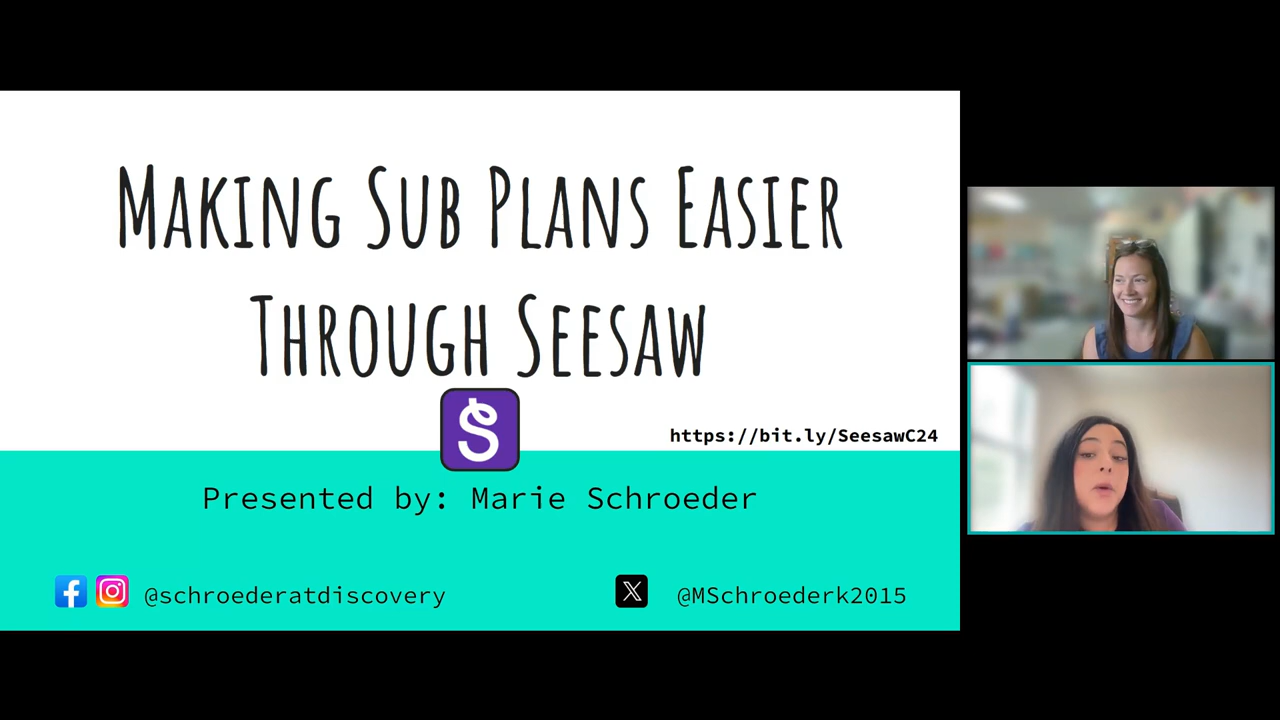 Making Sub Plans Easier
Through Seesaw
https://bit.ly/SeesawC24
Presented by: Marie Schroeder
@schroederatdiscovery
@MSchroederk2015